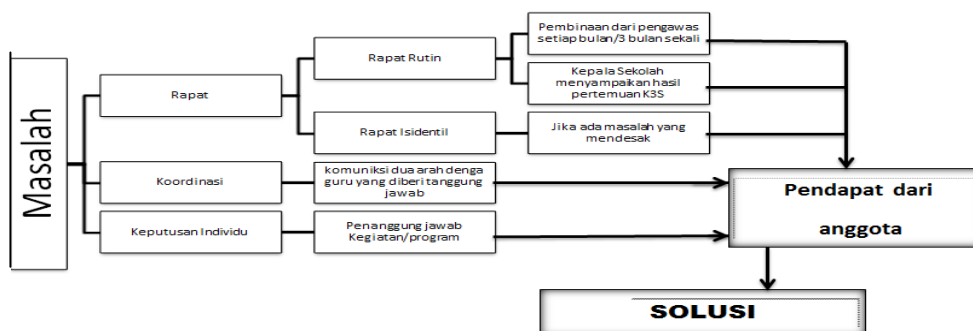 Masalah
Rapat
Rapat Rutin
Pembinaan dari pengawas
setiap bulan/3 bulan sekali
Kepala Sekolah
menyampaikan hasil
pertemuan K3S
Rapat Isidentil
Jika ada masalah yang
mendesak
Koordinasi
komuniksi dua arah denga
guru yang diberi tanggung
jawab
Keputusan Individu
Penanggung jawab
Kegiatan/program
Pendapat dari
anggota
SOLUSI